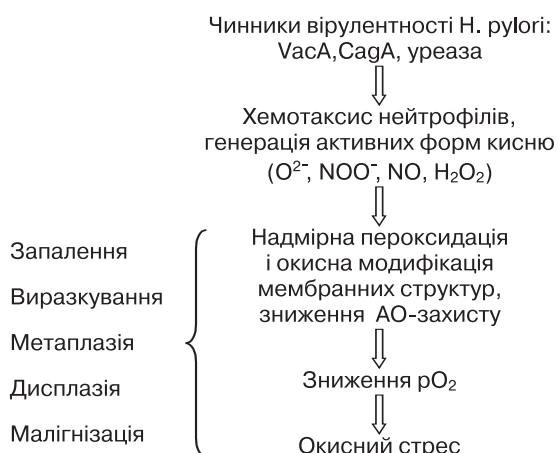 Чинники вірулентності H. pylori:
VacA,CagA, уреаза
Хемотаксис нейтрофілів,
генерація активних форм кисню
(O²⁻, NOO⁻, NO, H₂O₂)
Надмірна пероксидація
і окисна модифікація
мембранних структур,
зниження АО-захисту
Зниження pO₂
Окисний стрес
Запалення
Виразкування
Метаплазія
Дисплазія
Малігнізація